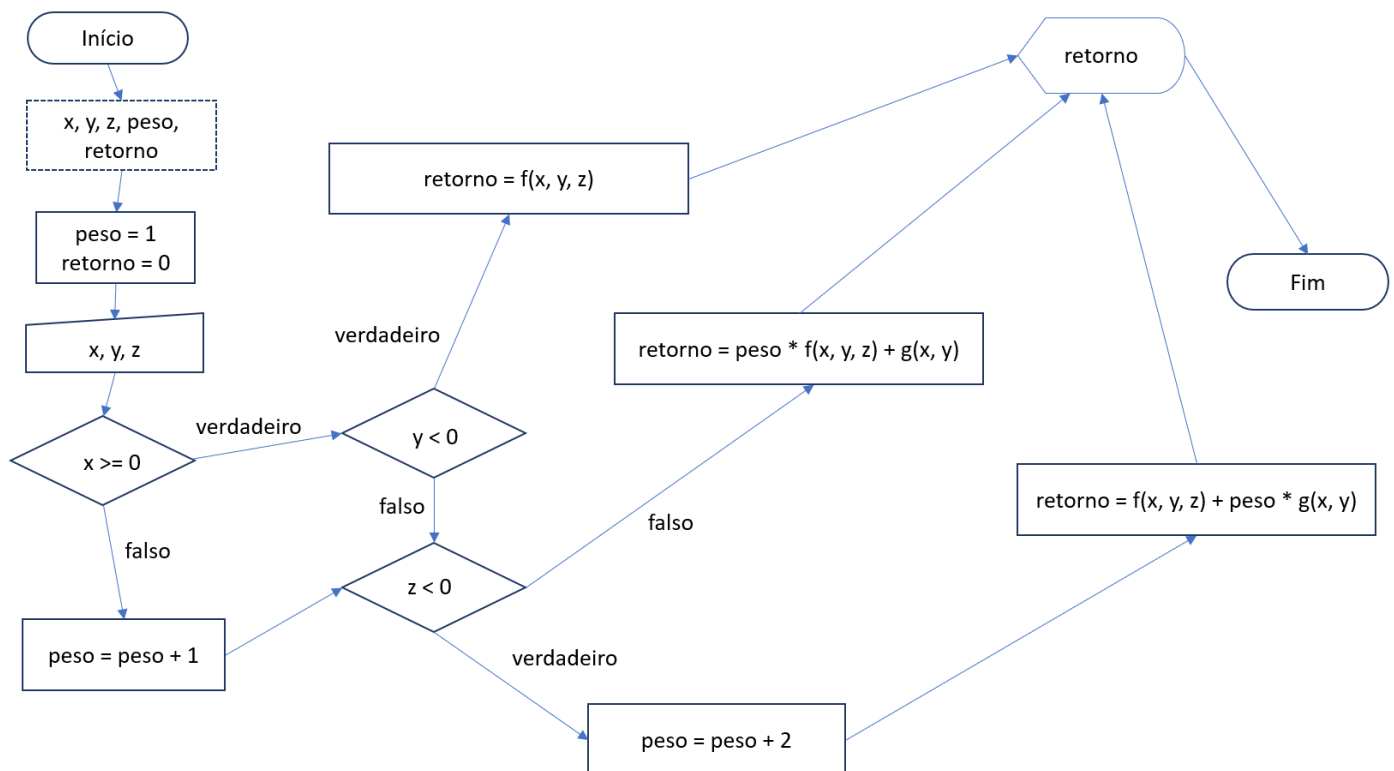 Início
x, y, z, peso,
retorno
peso = 1
retorno = 0
x, y, z
x >= 0
verdadeiro
falso
peso = peso + 1
y < 0
verdadeiro
retorno = f(x, y, z)
falso
z < 0
falso
retorno = peso * f(x, y, z) + g(x, y)
verdadeiro
peso = peso + 2
retorno = f(x, y, z) + peso * g(x, y)
retorno
Fim